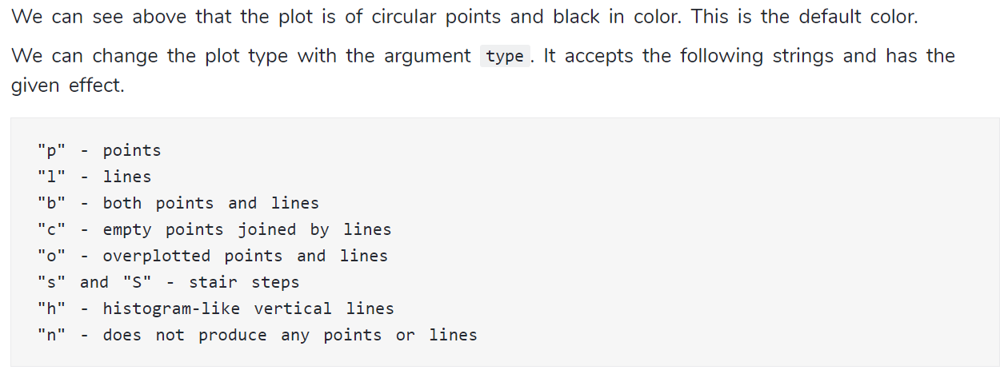 We can see above that the plot is of circular points and black in color. This is the default color.
We can change the plot type with the argument type. It accepts the following strings and has the
given effect.
"p" - points
"l" - lines
"b" - both points and lines
"c" - empty points joined by lines
"o" - overplotted points and lines
"s" and "S" - stair steps
"h" - histogram-like vertical lines
"n" - does not produce any points or lines